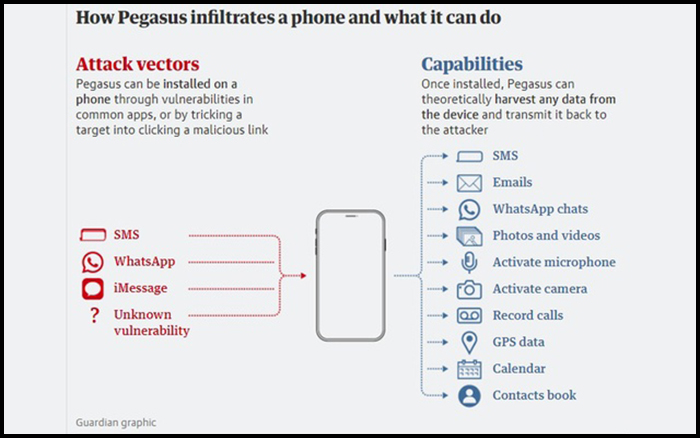 How Pegasus infiltrates a phone and what it can do
Attack vectors
Pegasus can be installed on a
phone through vulnerabilities in
common apps, or by tricking a
target into clicking a malicious link
SMS
WhatsApp
iMessage
?
Unknown
vulnerability
Capabilities
Once installed, Pegasus can
theoretically harvest any data from
the device and transmit it back to
the attacker
SMS
Emails
WhatsApp chats
Photos and videos
Activate microphone
Activate camera
Record calls
GPS data
Calendar
Contacts book
Guardian graphic